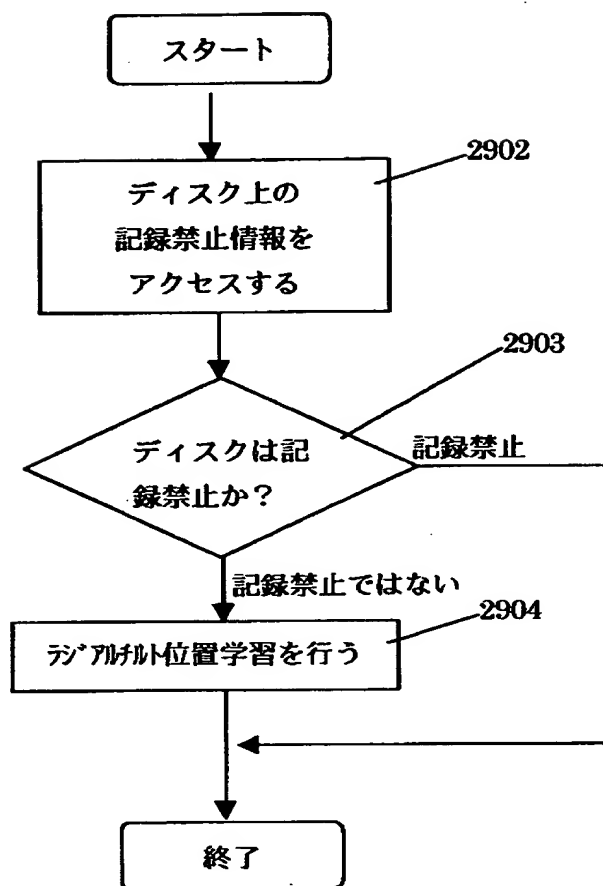 スタート
2902
ディスク上の
記録禁止情報を
アクセスする
2903
ディスクは記
録禁止か?
記録禁止
記録禁止ではない
2904
ラジアルチルト位置学習を行う
終了